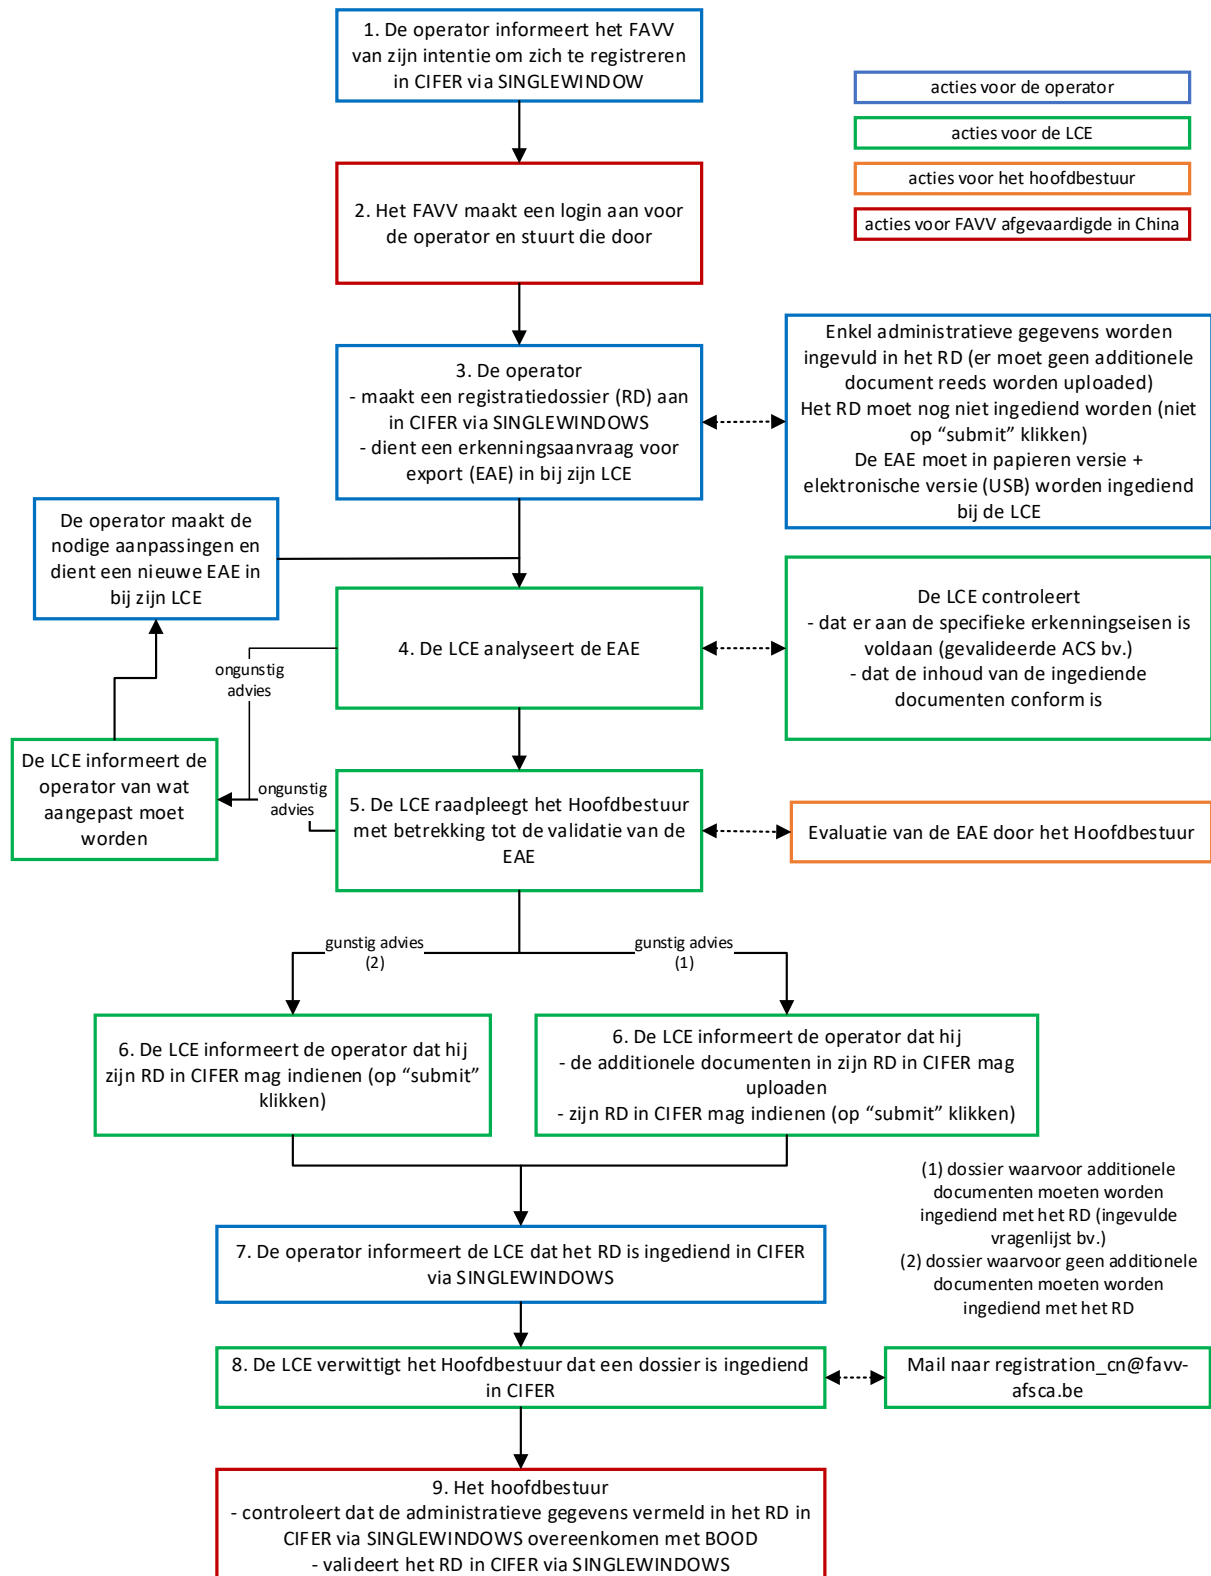 1. De operator informeert het FAVV
van zijn intentie om zich te registreren
in CIFER via SINGLEWINDOW
acties voor de operator
acties voor de LCE
acties voor het hoofdbestuur
acties voor FAVV afgevaardigde in China
2. Het FAVV maakt een login aan voor
de operator en stuurt die door
3. De operator
- maakt een registratiedossier (RD) aan
in CIFER via SINGLEWINDOWS
- dient een erkenningsaanvraag voor
export (EAE) in bij zijn LCE
Enkel administratieve gegevens worden
ingevuld in het RD (er moet geen additionele
document reeds worden uploaded)
Het RD moet nog niet ingediend worden (niet
op “submit” klikken)
De EAE moet in papieren versie +
elektronische versie (USB) worden ingediend
bij de LCE
De operator maakt de
nodige aanpassingen en
dient een nieuwe EAE in
bij zijn LCE
4. De LCE analyseert de EAE
De LCE controleert
- dat er aan de specifieke erkenningseisen is
voldaan (gevalideerde ACS bv.)
- dat de inhoud van de ingediende
documenten conform is
ongunstig
advies
De LCE informeert de
operator van wat
aangepast moet
worden
ongunstig
advies
5. De LCE raadpleegt het Hoofdbestuur
met betrekking tot de validatie van de
EAE
Evaluatie van de EAE door het Hoofdbestuur
gunstig advies
(2)
gunstig advies
(1)
6. De LCE informeert de operator dat hij
zijn RD in CIFER mag indienen (op “submit”
klikken)
6. De LCE informeert de operator dat hij
- de additionele documenten in zijn RD in CIFER mag
uploaden
- zijn RD in CIFER mag indienen (op “submit” klikken)
(1) dossier waarvoor additionele
documenten moeten worden
ingediend met het RD (ingevulde
vragenlijst bv.)
(2) dossier waarvoor geen additionele
documenten moeten worden
ingediend met het RD
7. De operator informeert de LCE dat het RD is ingediend in CIFER
via SINGLEWINDOWS
8. De LCE verwittigt het Hoofdbestuur dat een dossier is ingediend
in CIFER
Mail naar registration_cn@favv-
afsca.be
9. Het hoofdbestuur
- controleert dat de administratieve gegevens vermeld in het RD in
CIFER via SINGLEWINDOWS overeenkomen met BOOD
- valideert het RD in CIFER via SINGLEWINDOWS